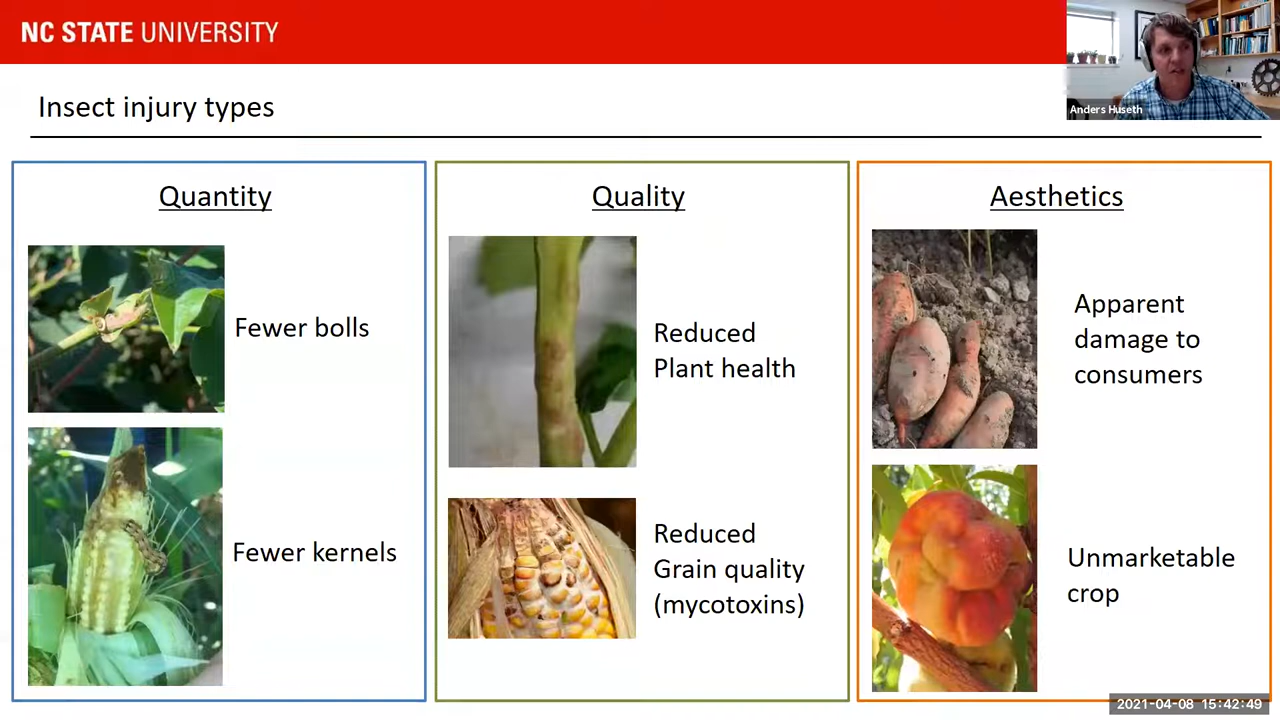 NC STATE UNIVERSITY
Anders Huseth
Insect injury types
Quantity
Fewer bolls
Fewer kernels
Quality
Reduced
Plant health
Reduced
Grain quality
(mycotoxins)
Aesthetics
Apparent
damage to
consumers
Unmarketable
crop
2021-04-08 15:42:49